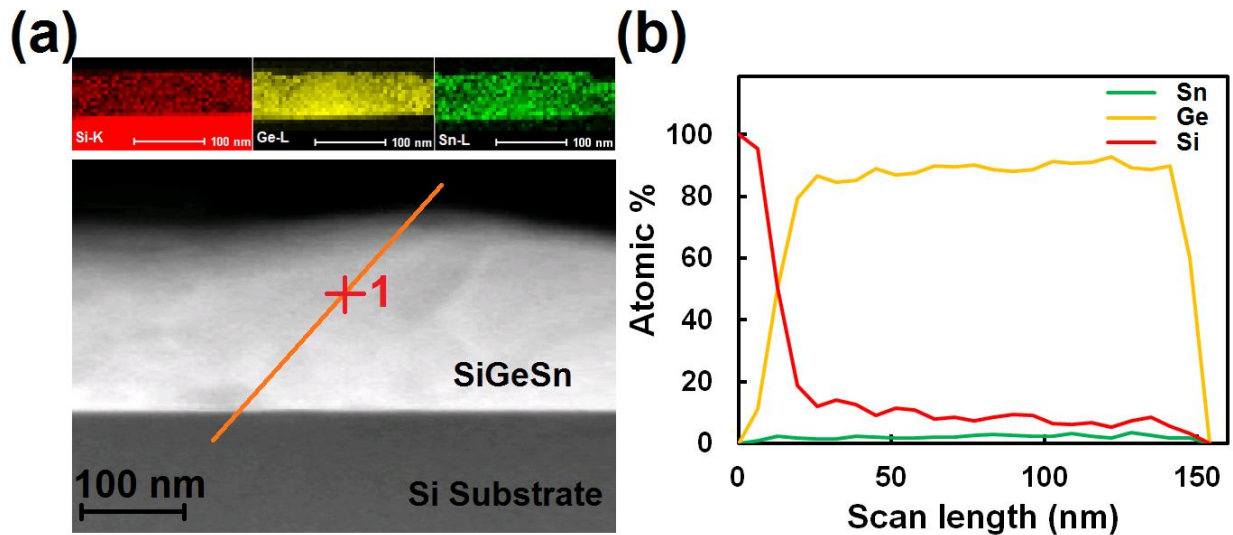 (a)
Si-K
100 nm
Ge-L
100 nm
Sn-L
100 nm
1
SiGeSn
100 nm
Si Substrate
(b)
Sn
Ge
Si
100
80
60
40
20
0
Atomic %
0
50
100
150
Scan length (nm)